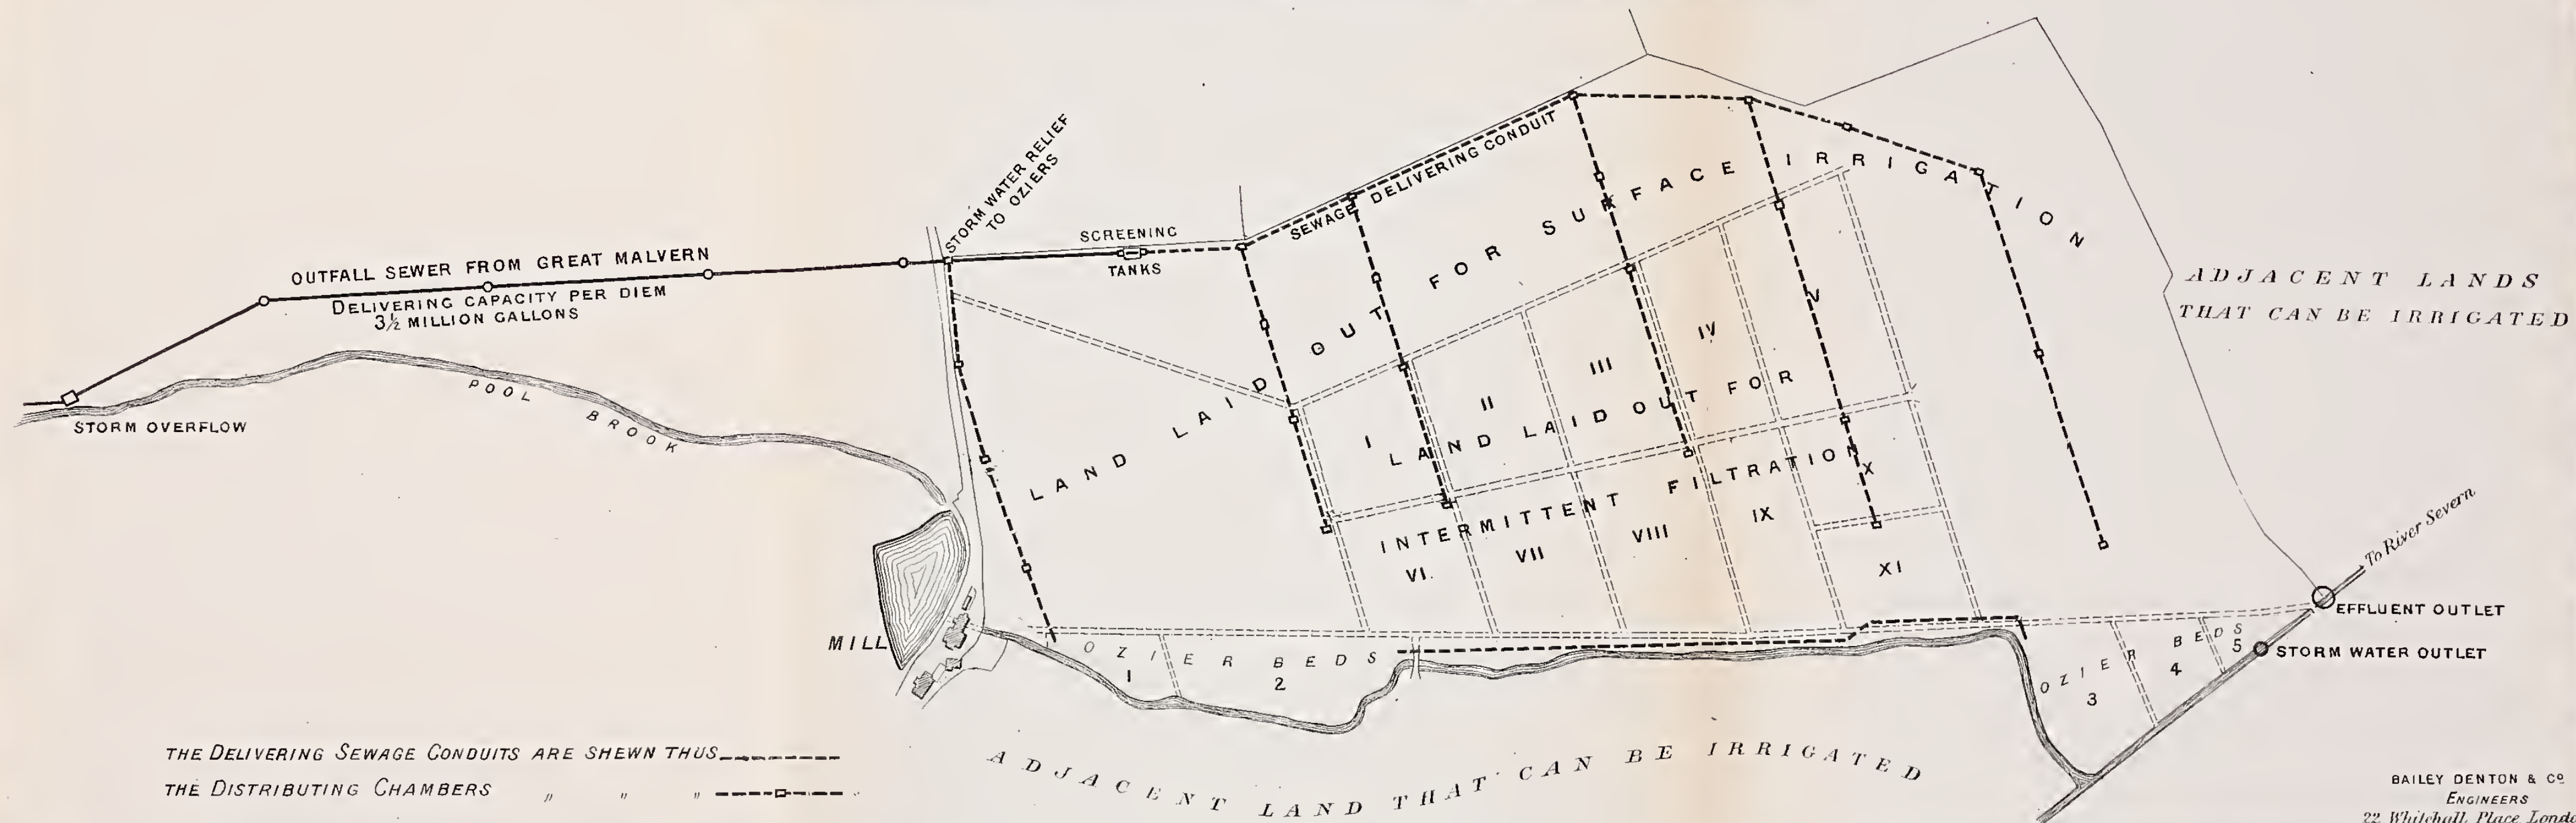 STORM WATER RELIEF
TO OZIERS
OUTFALL SEWER FROM GREAT MALVERN
DELIVERING CAPACITY PER DIEM
3½ MILLION GALLONS
STORM OVERFLOW
POOL BROOK
SCREENING
TANKS
SEWAGE DELIVERING CONDUIT
LAND LAID OUT FOR SURFACE IRRIGATION
ADJACENT LANDS
THAT CAN BE IRRIGATED
I
II
III
IV
V
LAND LAID OUT FOR
INTERMITTENT FILTRATION
VI.
VII
VIII
IX
X
XI
To River Severn
EFFLUENT OUTLET
STORM WATER OUTLET
MILL
OZIER BEDS
1
2
OZIER BEDS
3
4
5
ADJACENT LAND THAT CAN BE IRRIGATED
THE DELIVERING SEWAGE CONDUITS ARE SHEWN THUS
THE DISTRIBUTING CHAMBERS " " "
BAILEY DENTON & Co
ENGINEERS
22 Whitehall Place